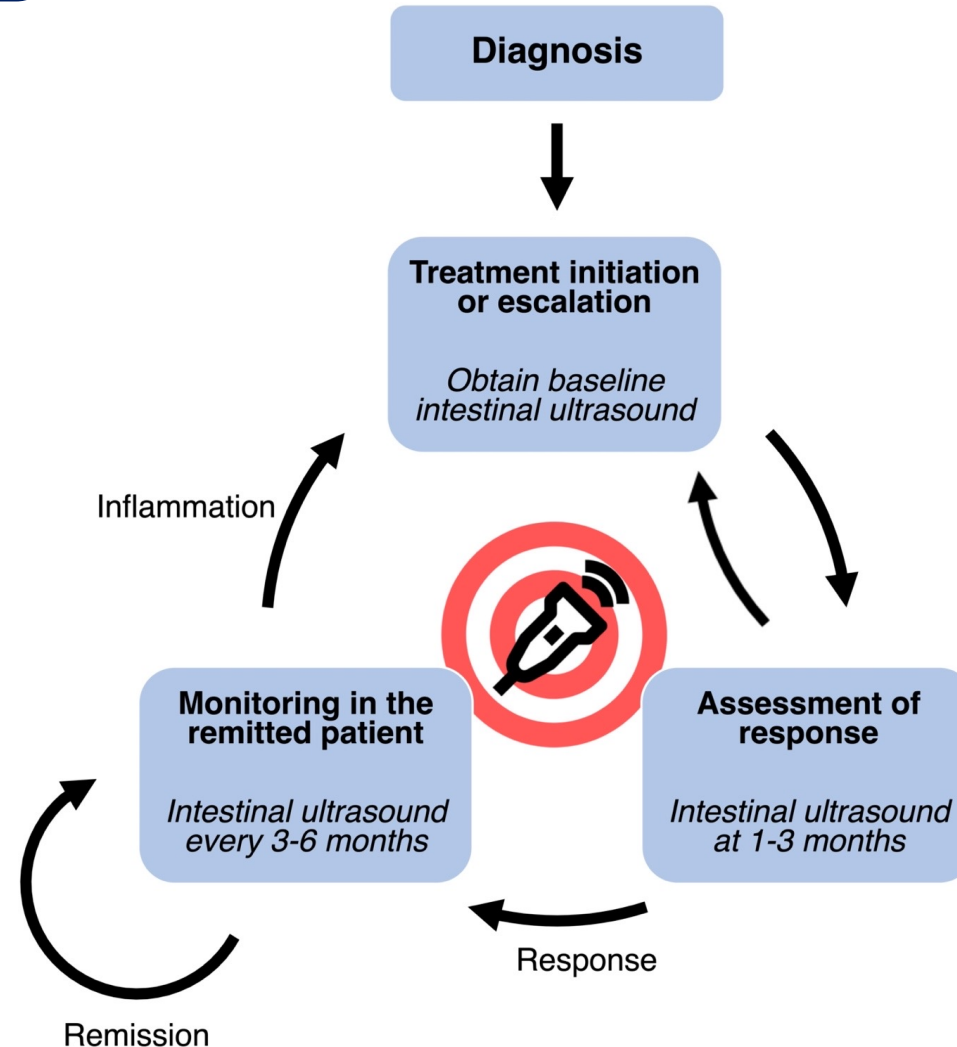 Diagnosis
Treatment initiation
or escalation
Obtain baseline
intestinal ultrasound
Inflammation
Monitoring in the
remitted patient
Intestinal ultrasound
every 3-6 months
Assessment of
response
Intestinal ultrasound
at 1-3 months
Response
Remission